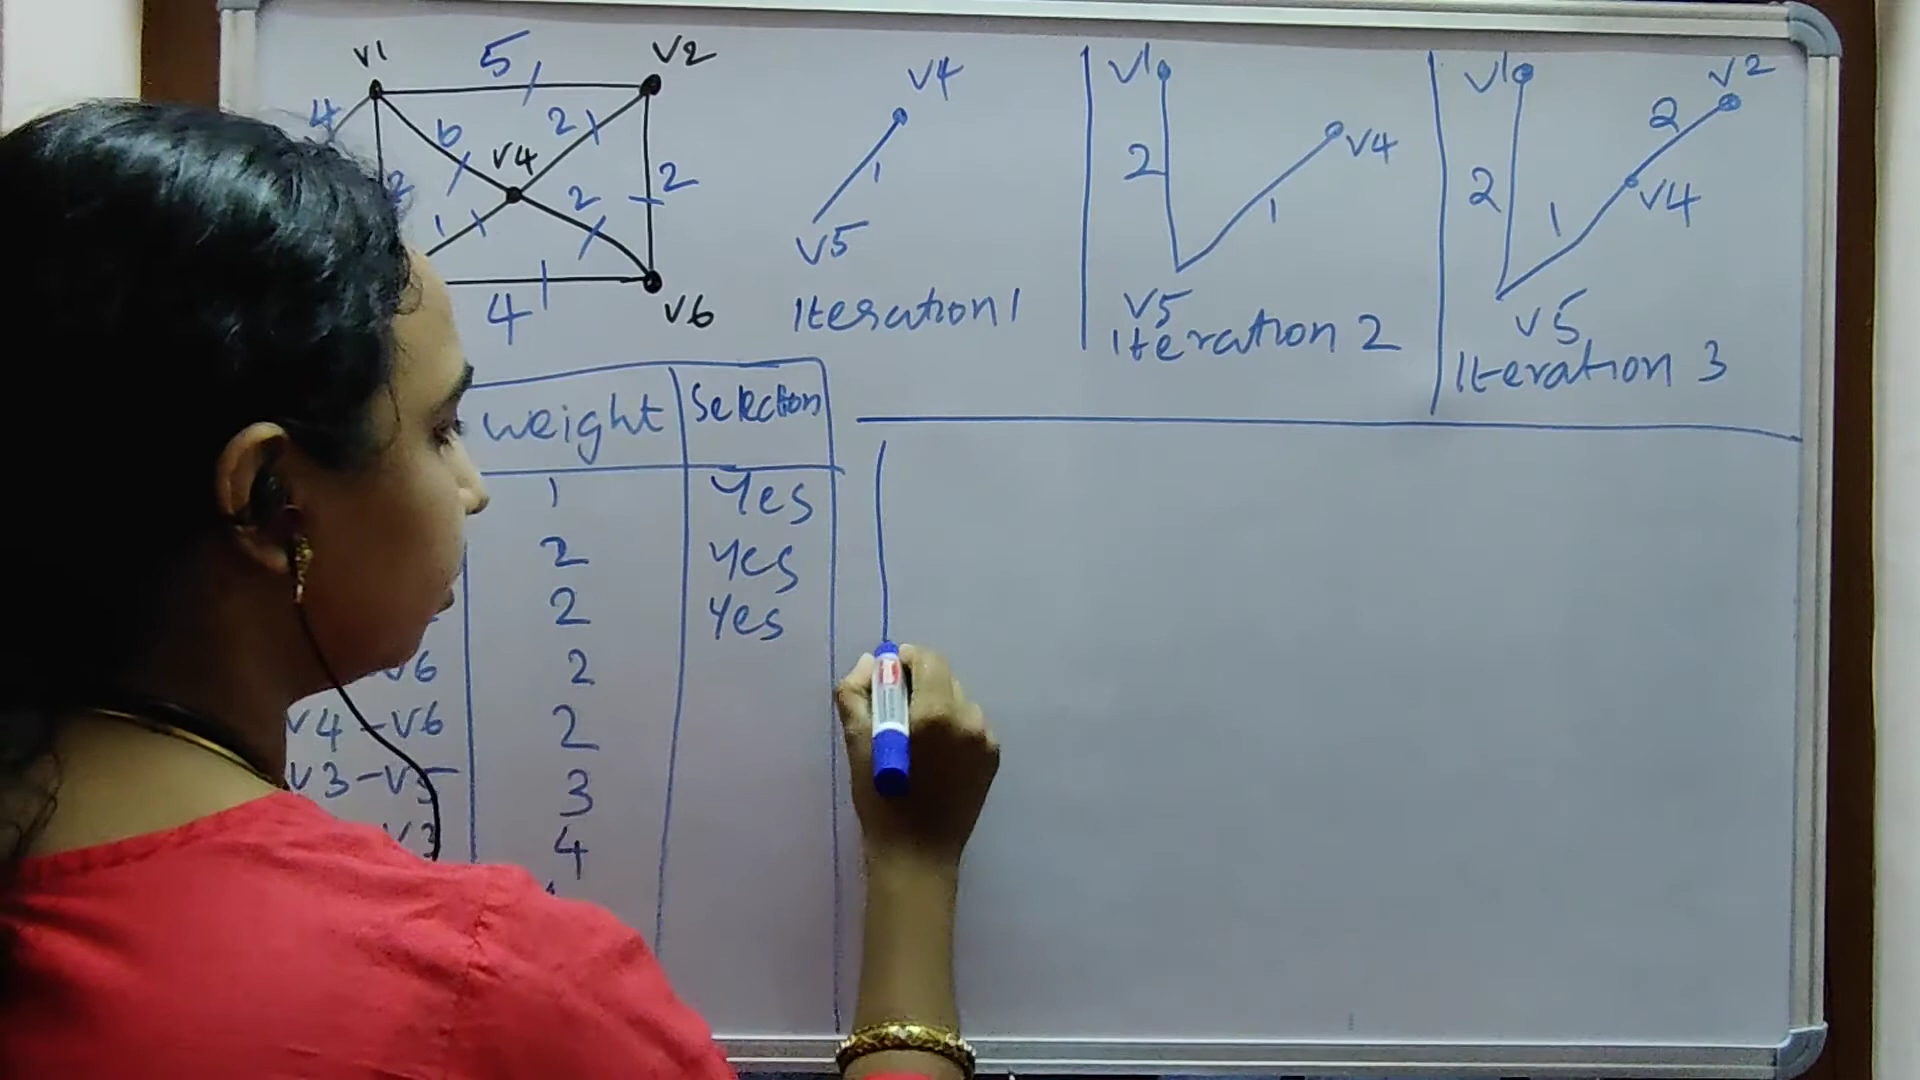 v1
5
v2
4
6
2
v4
2
2
2
1
4
v6
v4
1
v5
Iteration 1
v1
2
v4
1
v5
Iteration 2
v1
v2
2
2
v4
1
v5
Iteration 3
weight Selection
1 Yes
2 Yes
2 Yes
v6 2
v4-v6 2
v3-v5 3
v3 4